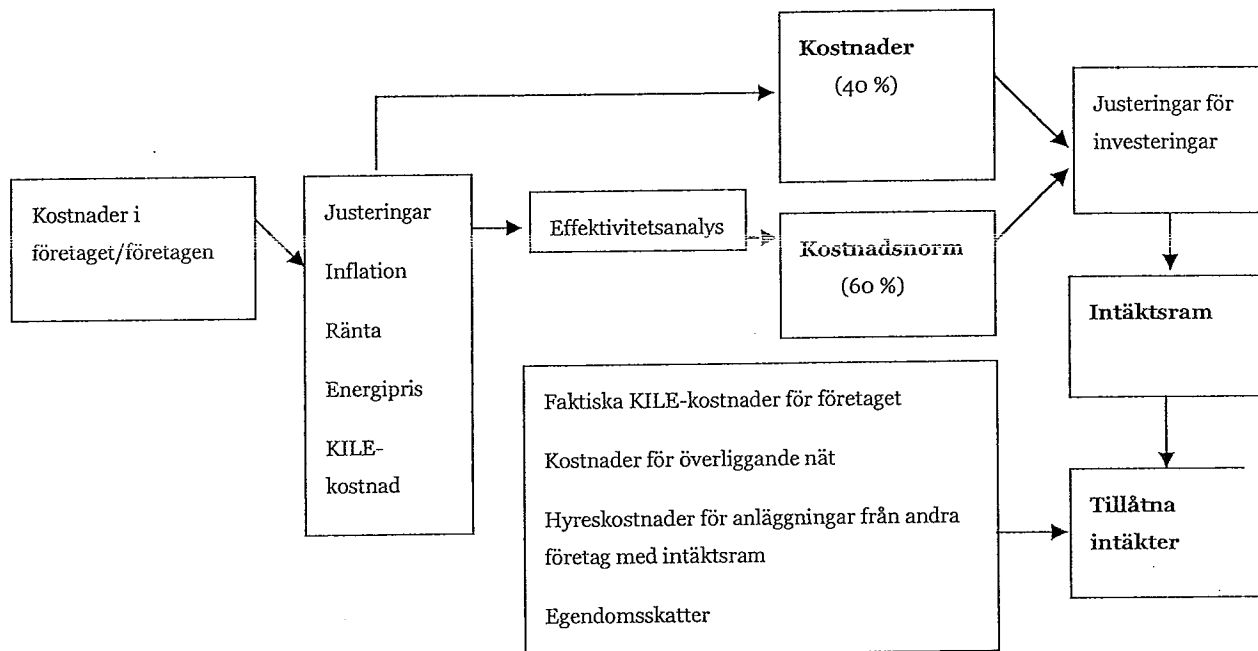 Kostnader i
företaget/företagen
Justeringar
Inflation
Ränta
Energipris
KILE-
kostnad
Effektivitetsanalys
Kostnader
(40 %)
Kostnadsnorm
(60 %)
Justeringar för
investeringar
Intäktsram
Faktiska KILE-kostnader för företaget
Kostnader för överliggande nät
Hyreskostnader för anläggningar från andra
företag med intäktsram
Egendomsskatter
Tillåtna
intäkter